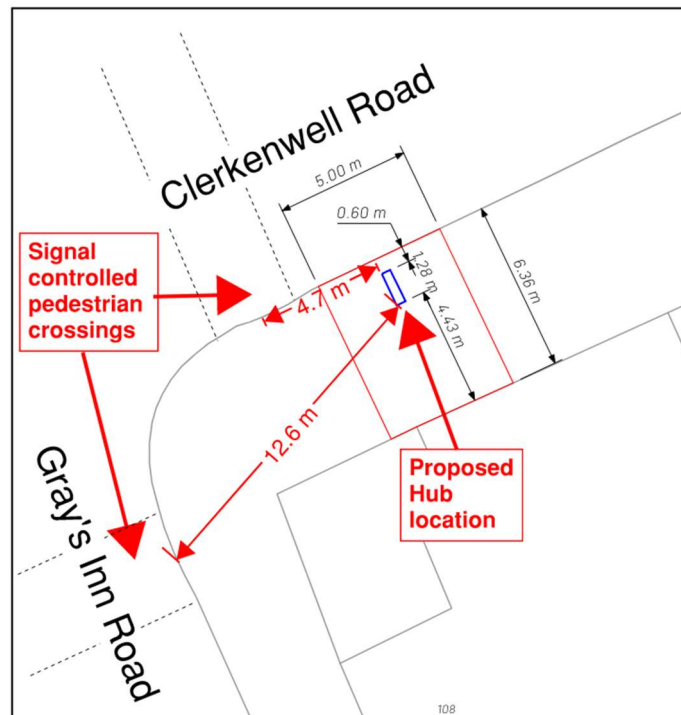 Clerkenwell Road
5.00 m
0.60 m
1.28 m
6.36 m
Signal
controlled
pedestrian
crossings
4.7 m
4.43 m
12.6 m
Proposed
Hub
location
Gray's Inn Road
108